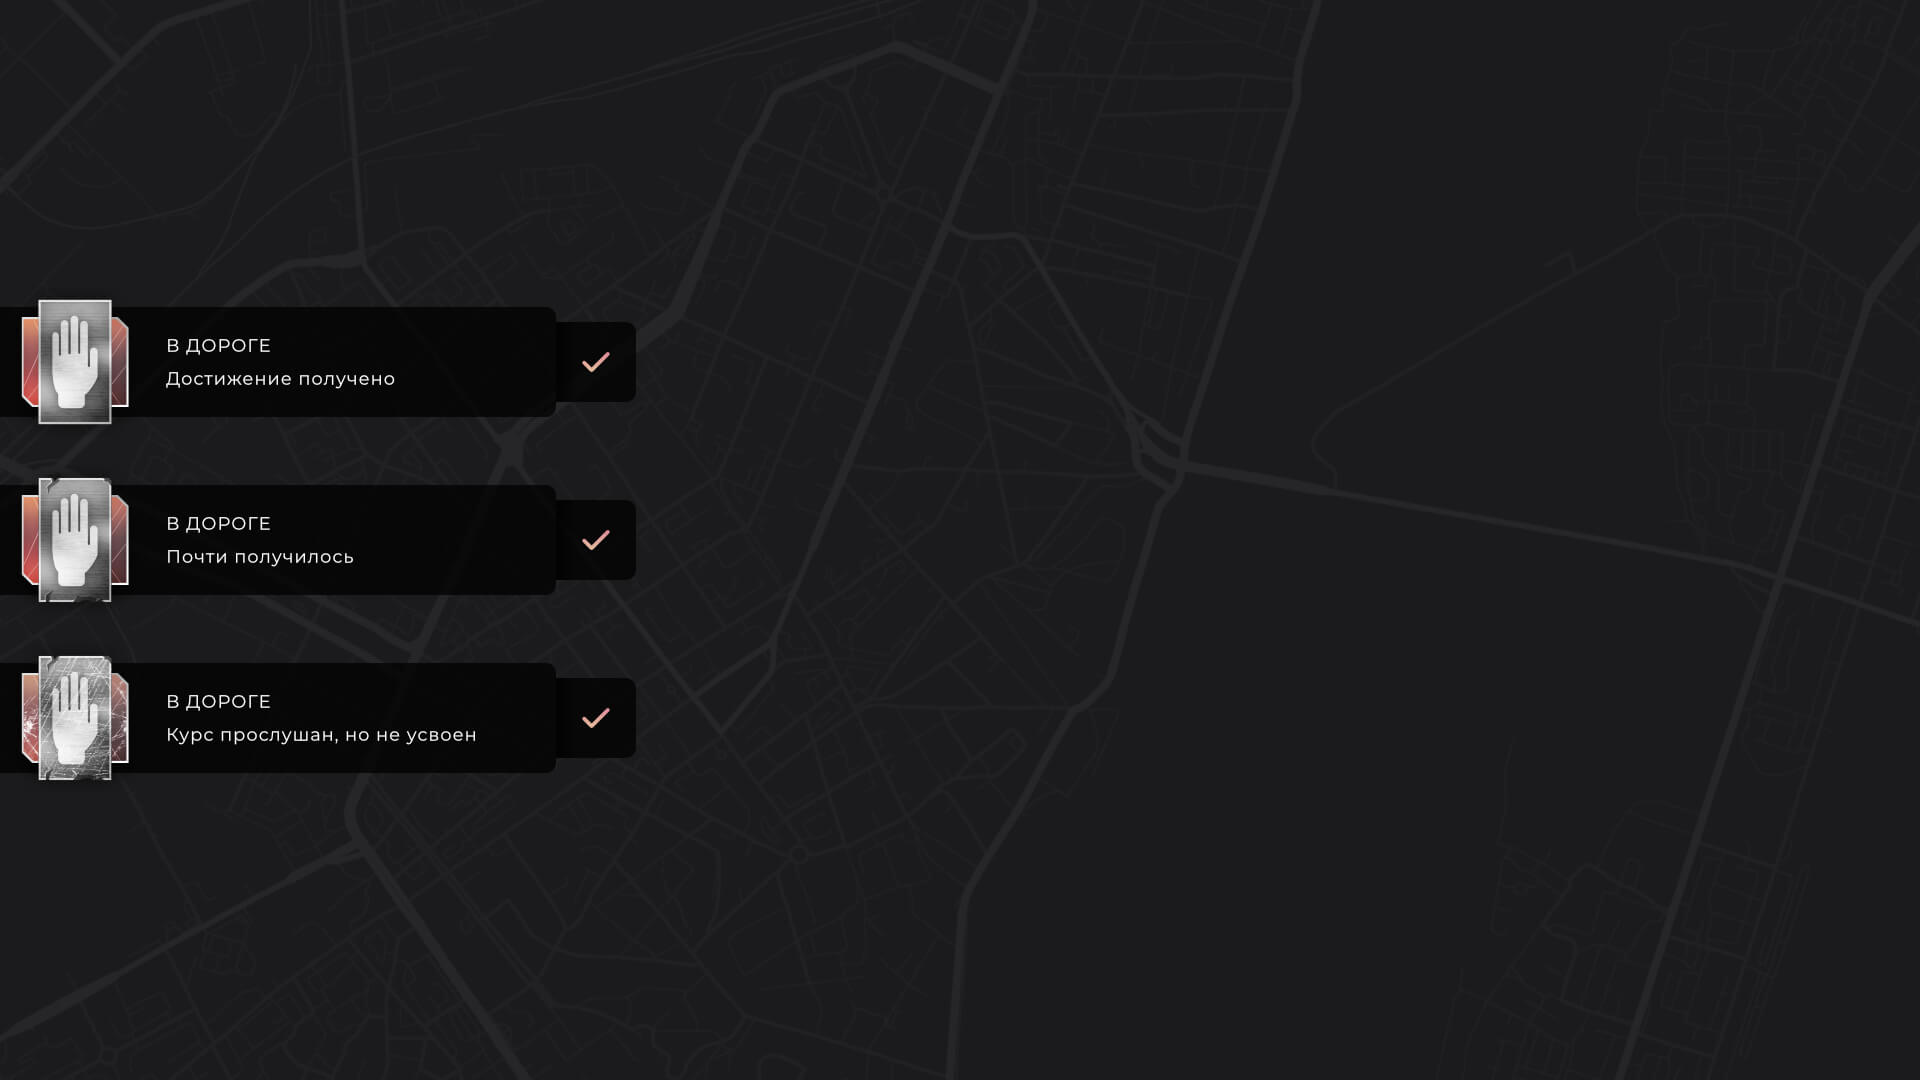 В ДОРОГЕ
Достижение получено
В ДОРОГЕ
Почти получилось
В ДОРОГЕ
Курс прослушан, но не усвоен